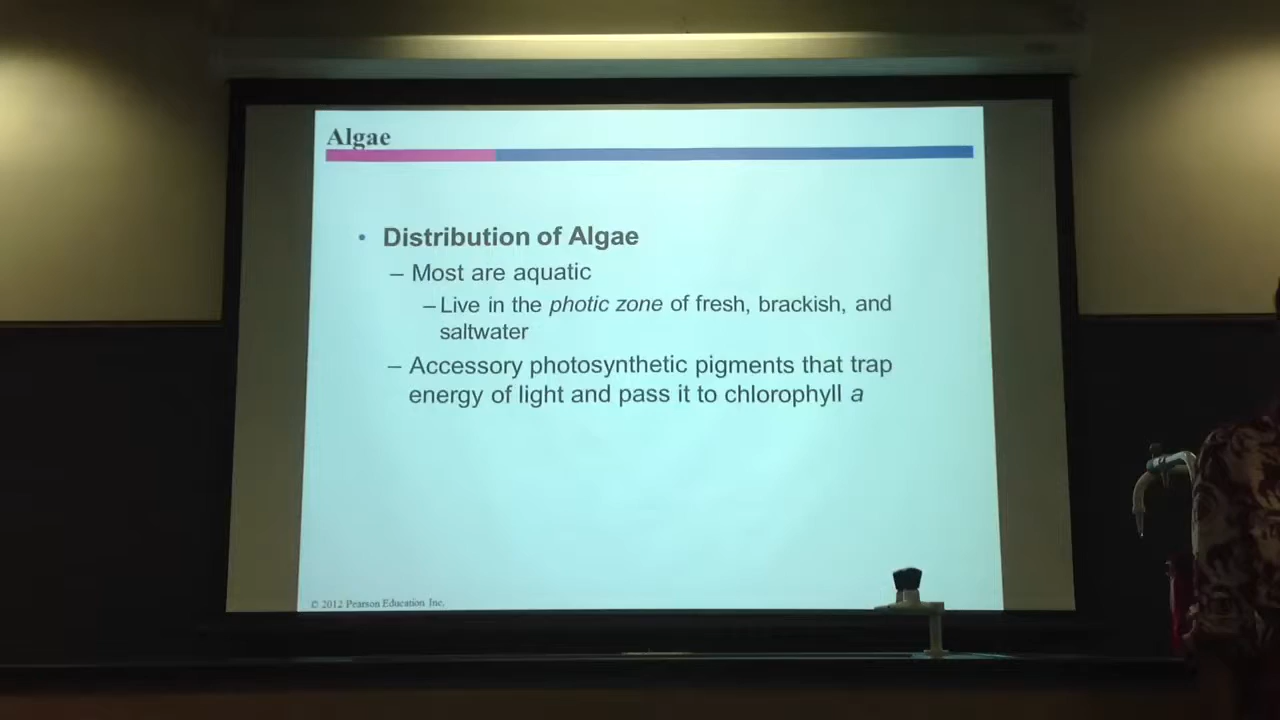 Algae
• Distribution of Algae
– Most are aquatic
– Live in the photic zone of fresh, brackish, and
saltwater
– Accessory photosynthetic pigments that trap
energy of light and pass it to chlorophyll a
© 2012 Pearson Education Inc.